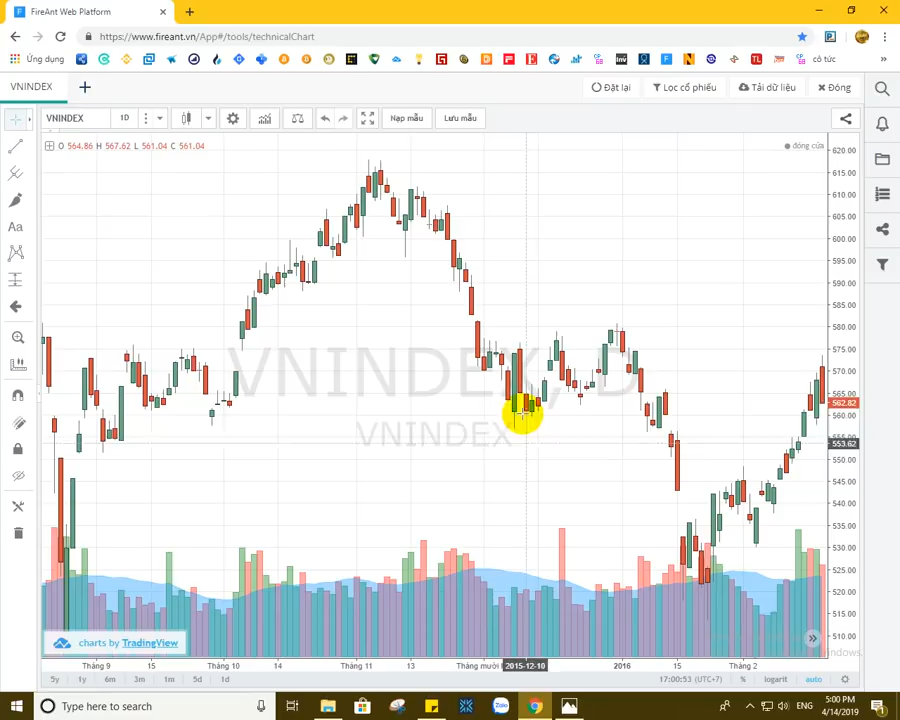 FireAnt Web Platform
https://www.fireant.vn/App#/tools/technicalChart
Ứng dụng
cổ tức
VNINDEX
Đặt lại
Lọc cổ phiếu
Tải dữ liệu
Đóng
VNINDEX
1D
Nạp mẫu
Lưu mẫu
O 564.86 H 567.62 L 561.04 C 561.04
đóng cửa
VNINDEX, D
VNINDEX
620.00
615.00
610.00
605.00
600.00
595.00
590.00
585.00
580.00
575.00
570.00
565.00
562.82
560.00
553.62
550.00
545.00
540.00
535.00
530.00
525.00
520.00
515.00
510.00
Aa
charts by TradingView
Tháng 9
15
Tháng 10
14
Tháng 11
13
Tháng mười
2015-12-10
2016
15
Tháng 2
5y
1y
6m
3m
1m
5d
1d
17:00:53 (UTC+7)
%
logarit
auto
Type here to search
ENG
5:00 PM
4/14/2019